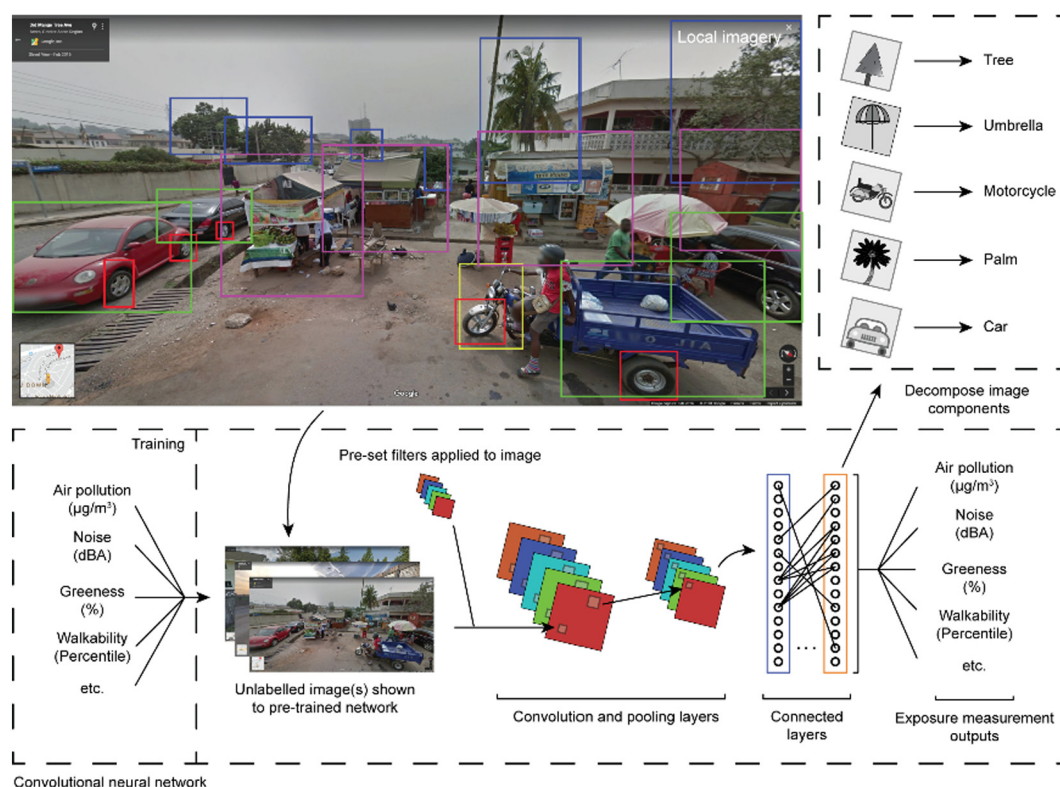 Local imagery
Google
Tree
Umbrella
Motorcycle
Palm
Car
Decompose image
components
Training
Air pollution
(µg/m³)
Noise
(dBA)
Greeness
(%)
Walkability
(Percentile)
etc.
Pre-set filters applied to image
Unlabelled image(s) shown
to pre-trained network
Convolution and pooling layers
...
Connected
layers
Air pollution
(µg/m³)
Noise
(dBA)
Greeness
(%)
Walkability
(Percentile)
etc.
Exposure measurement
outputs
Convolutional neural network